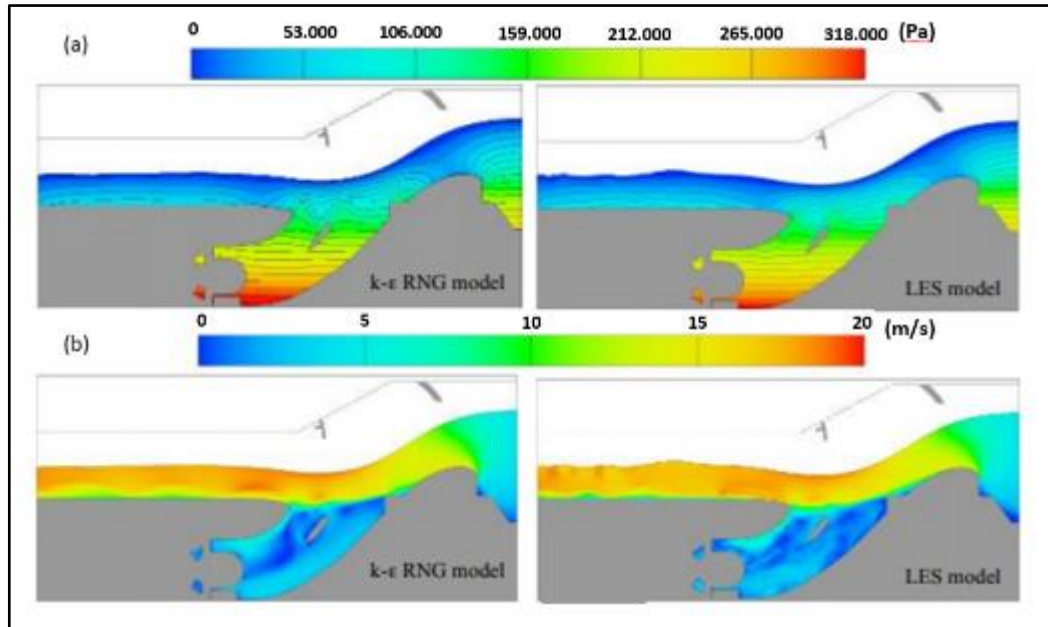 0 53.000 106.000 159.000 212.000 265.000 318.000 (Pa)
(a)
k-ε RNG model LES model
0 5 10 15 20 (m/s)
(b)
k-ε RNG model LES model